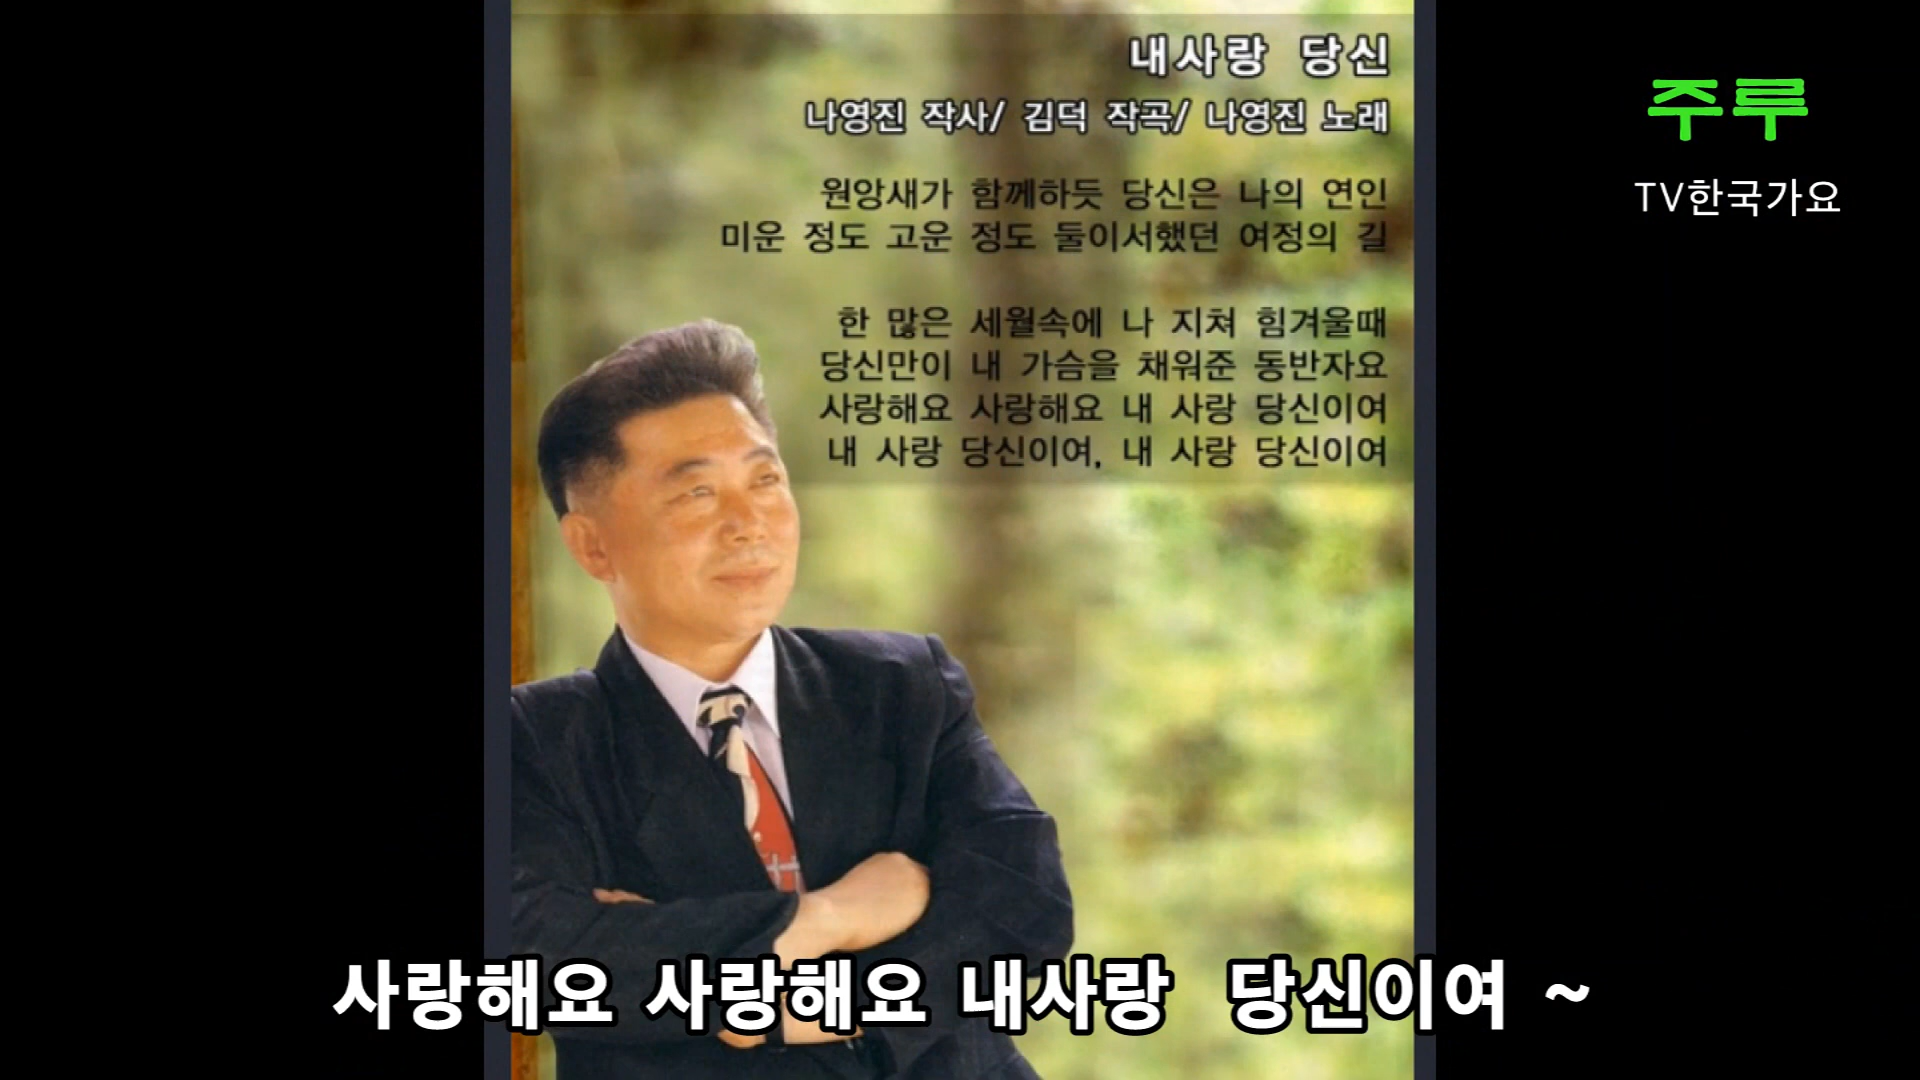 내사랑 당신
나영진 작사/ 김덕 작곡/ 나영진 노래
원앙새가 함께하듯 당신은 나의 연인
미운 정도 고운 정도 둘이서했던 여정의 길
한 많은 세월속에 나 지쳐 힘겨울때
당신만이 내 가슴을 채워준 동반자요
사랑해요 사랑해요 내 사랑 당신이여
내 사랑 당신이여, 내 사랑 당신이여
주루
TV한국가요
사랑해요 사랑해요 내사랑 당신이여 ~